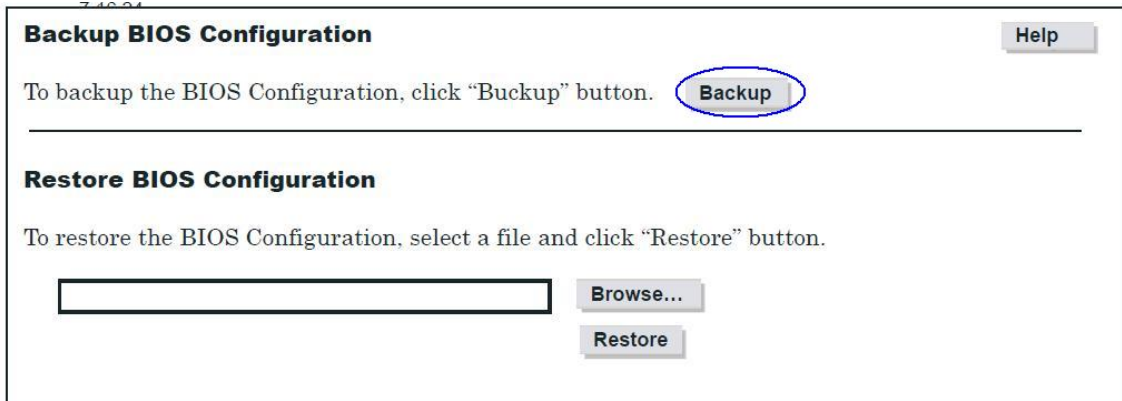 Backup BIOS Configuration
Help
To backup the BIOS Configuration, click “Buckup” button.
Backup
Restore BIOS Configuration
To restore the BIOS Configuration, select a file and click “Restore” button.
Browse...
Restore